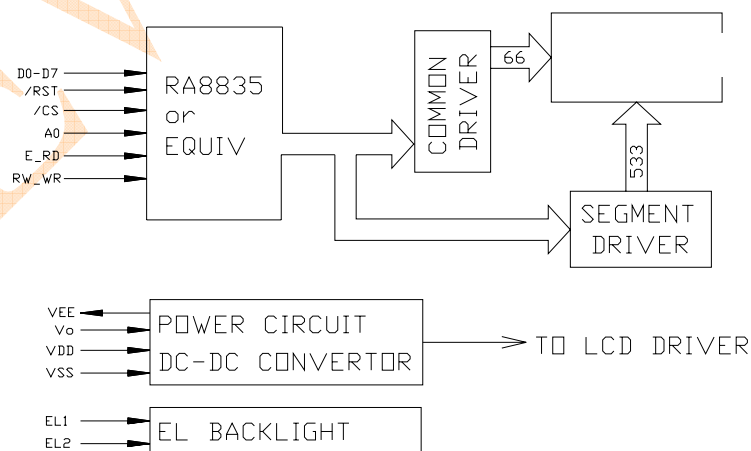 D0-D7
/RST
/CS
A0
E_RD
RW_WR
RA8835
or
EQUIV
COMMON
DRIVER
66
533
SEGMENT
DRIVER
VEE
Vo
VDD
VSS
POWER CIRCUIT
DC-DC CONVERTOR
TO LCD DRIVER
EL1
EL2
EL BACKLIGHT